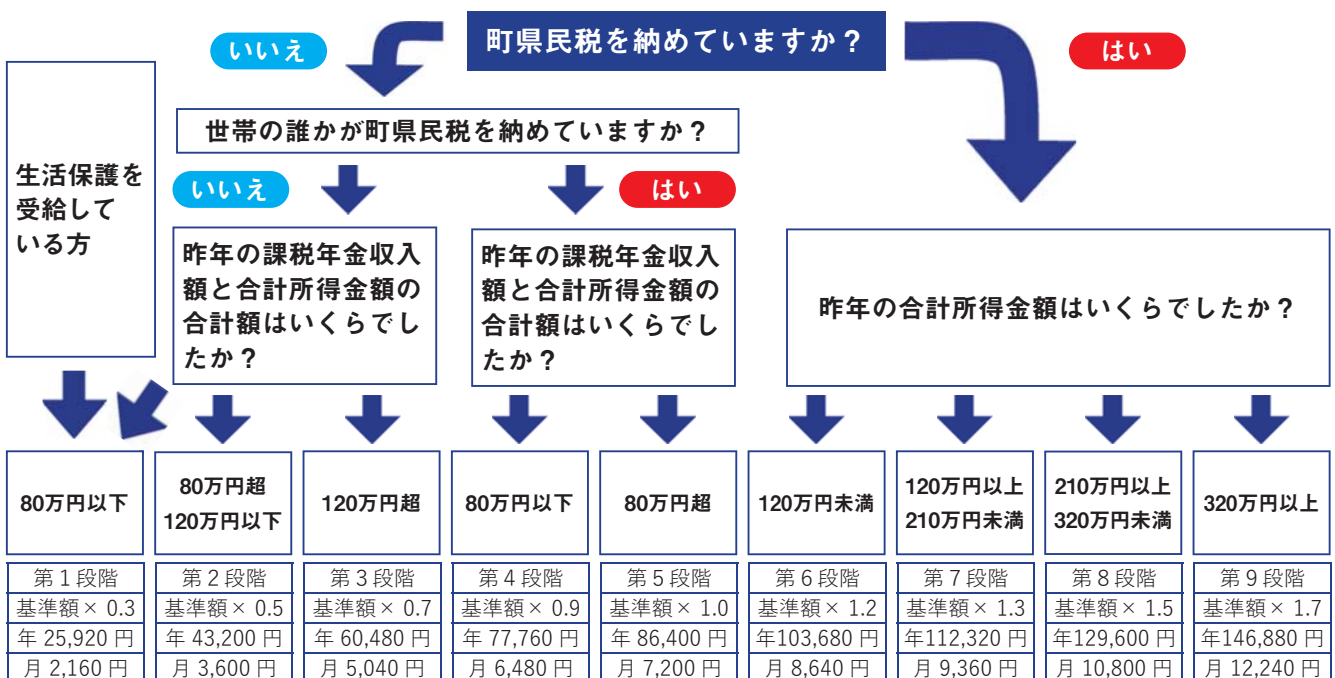 町県民税を納めていますか？
いいえ
はい
世帯の誰かが町県民税を納めていますか？
生活保護を
受給して
いる方
いいえ
はい
昨年の課税年金収入
額と合計所得金額の
合計額はいくらでし
たか？
昨年の課税年金収入
額と合計所得金額の
合計額はいくらでし
たか？
昨年の合計所得金額はいくらでしたか？
80万円以下
80万円超
120万円以下
120万円超
80万円以下
80万円超
120万円未満
120万円以上
210万円未満
210万円以上
320万円未満
320万円以上
第１段階 第２段階 第３段階 第４段階 第５段階 第６段階 第７段階 第８段階 第９段階
基準額× 0.3 基準額× 0.5 基準額× 0.7 基準額× 0.9 基準額× 1.0 基準額× 1.2 基準額× 1.3 基準額× 1.5 基準額× 1.7
年 25,920 円 年 43,200 円 年 60,480 円 年 77,760 円 年 86,400 円 年103,680 円 年112,320 円 年129,600 円 年146,880 円
月 2,160 円 月 3,600 円 月 5,040 円 月 6,480 円 月 7,200 円 月 8,640 円 月 9,360 円 月 10,800 円 月 12,240 円